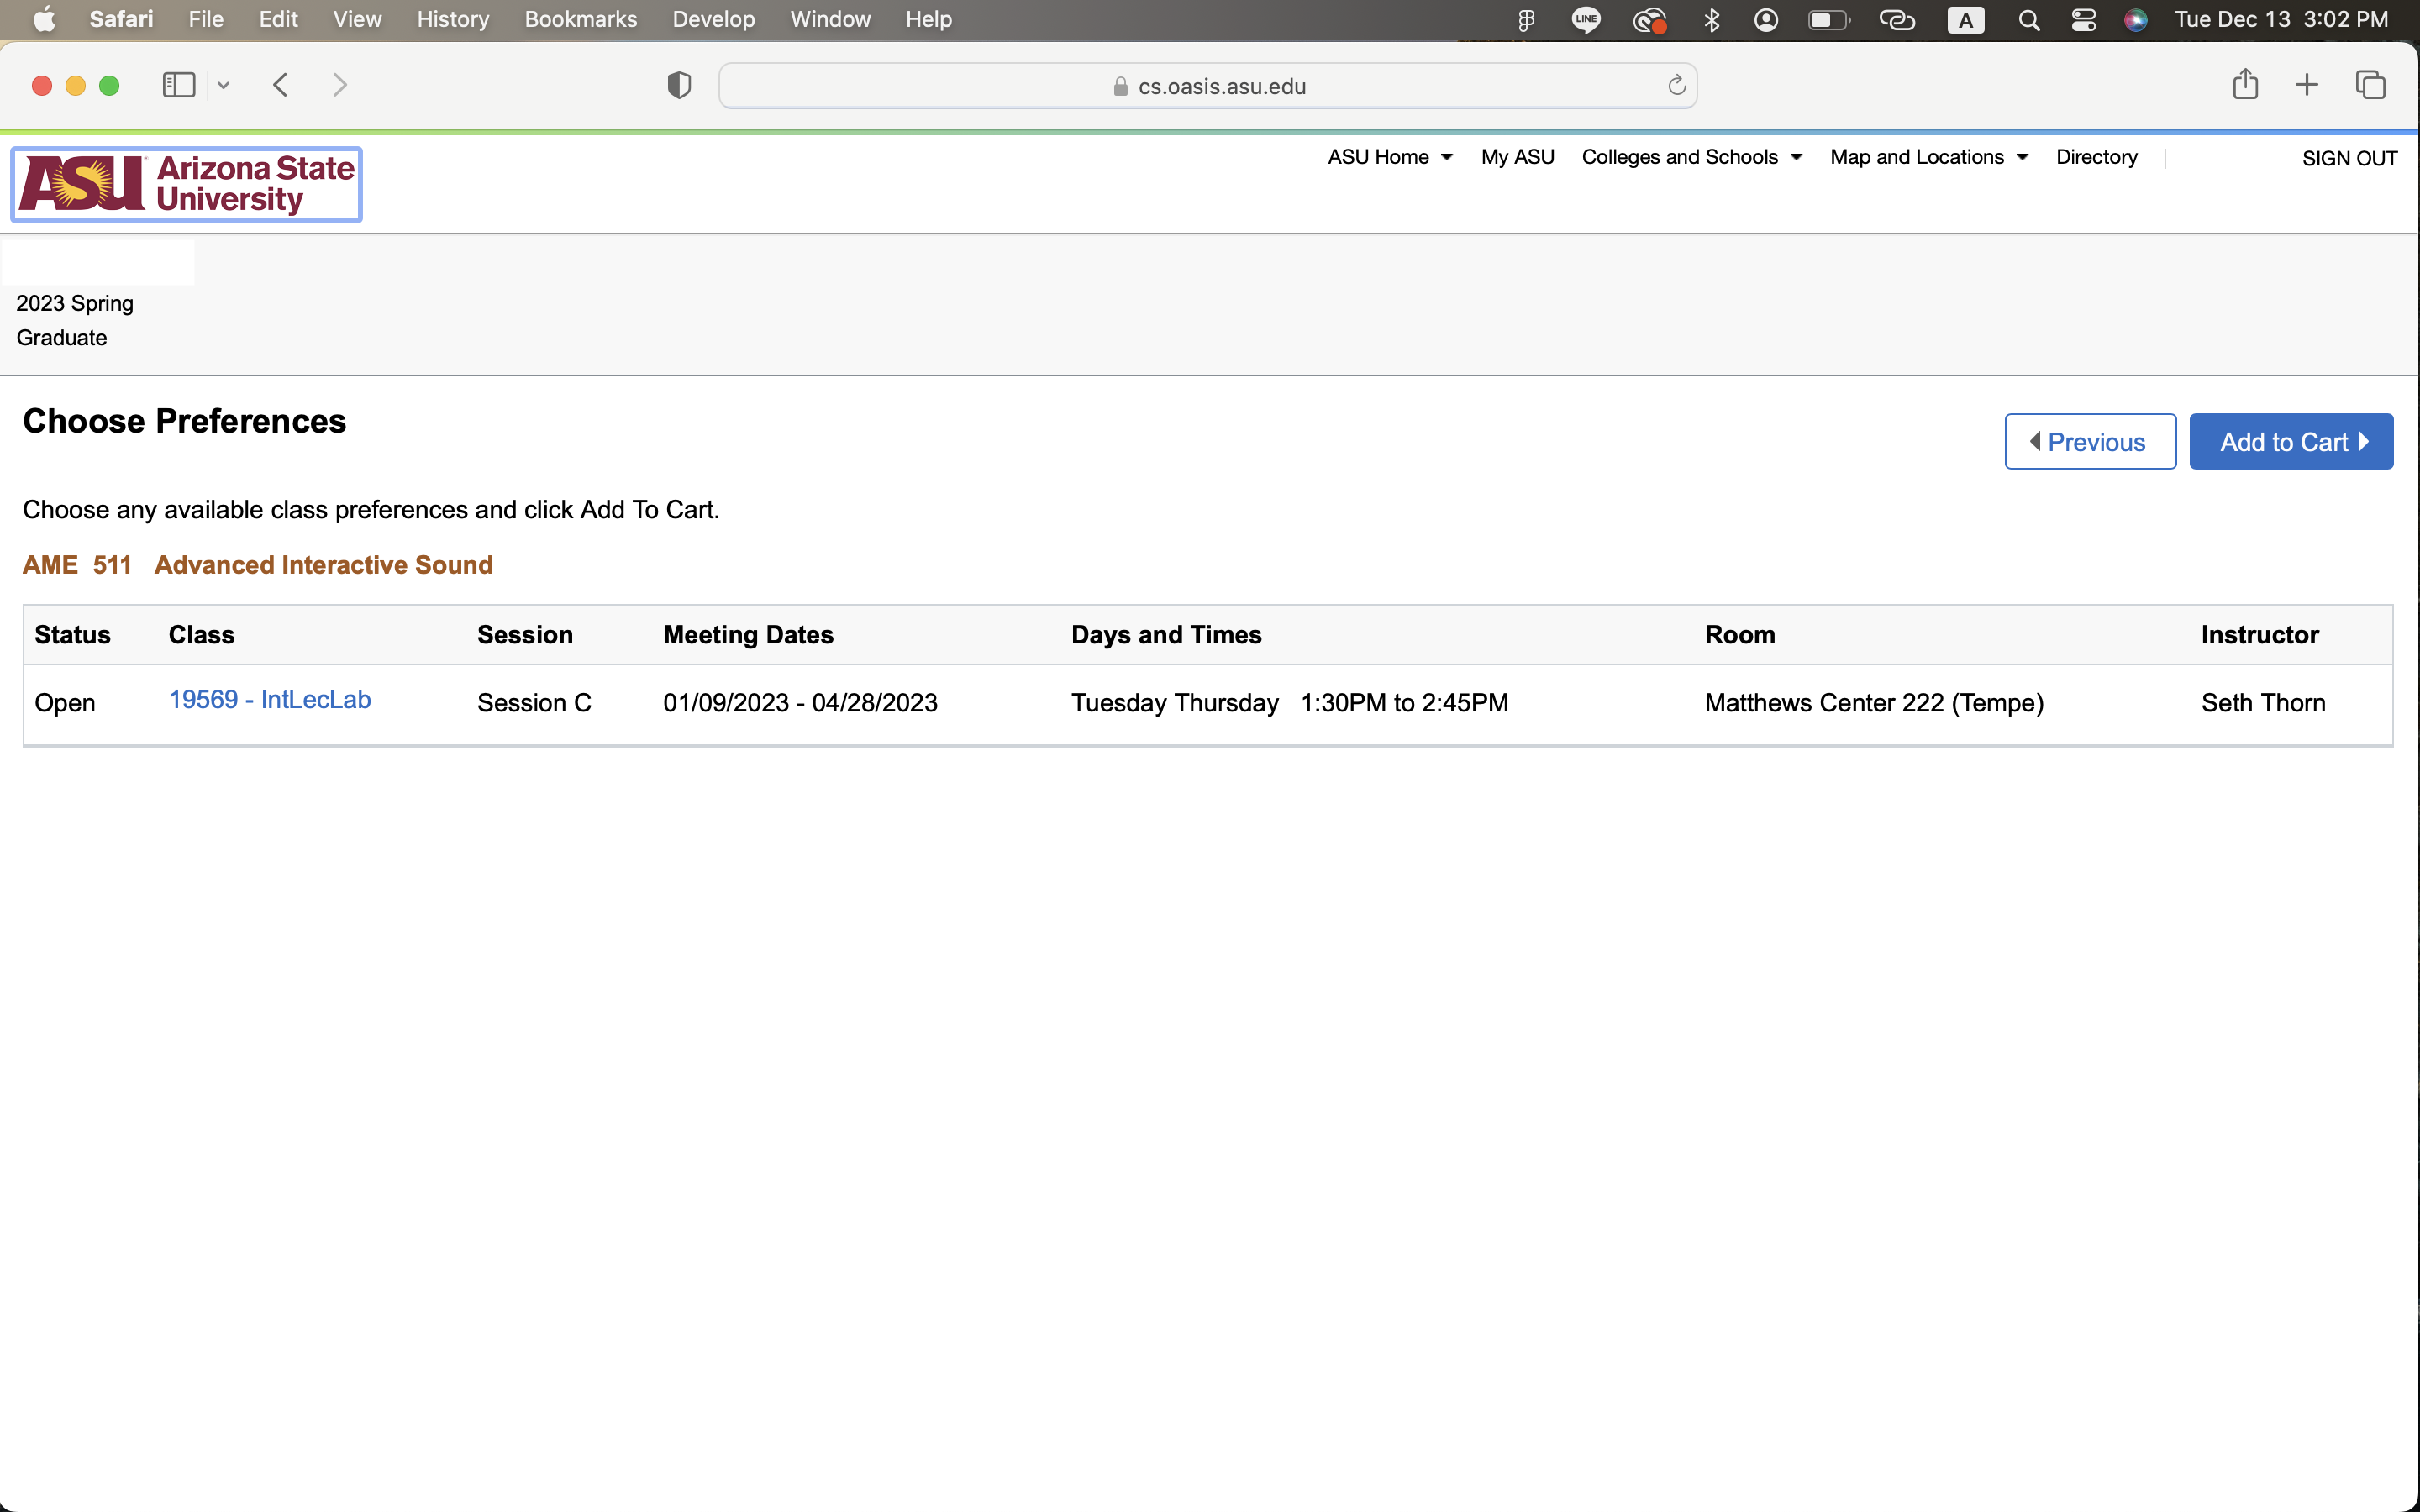 Safari File Edit View History Bookmarks Develop Window Help LINE A Tue Dec 13 3:02 PM
cs.oasis.asu.edu
ASU Arizona State University
ASU Home My ASU Colleges and Schools Map and Locations Directory SIGN OUT
2023 Spring
Graduate
Choose Preferences
Previous Add to Cart
Choose any available class preferences and click Add To Cart.
AME 511 Advanced Interactive Sound
Status Class Session Meeting Dates Days and Times Room Instructor
Open 19569 - IntLecLab Session C 01/09/2023 - 04/28/2023 Tuesday Thursday 1:30PM to 2:45PM Matthews Center 222 (Tempe) Seth Thorn